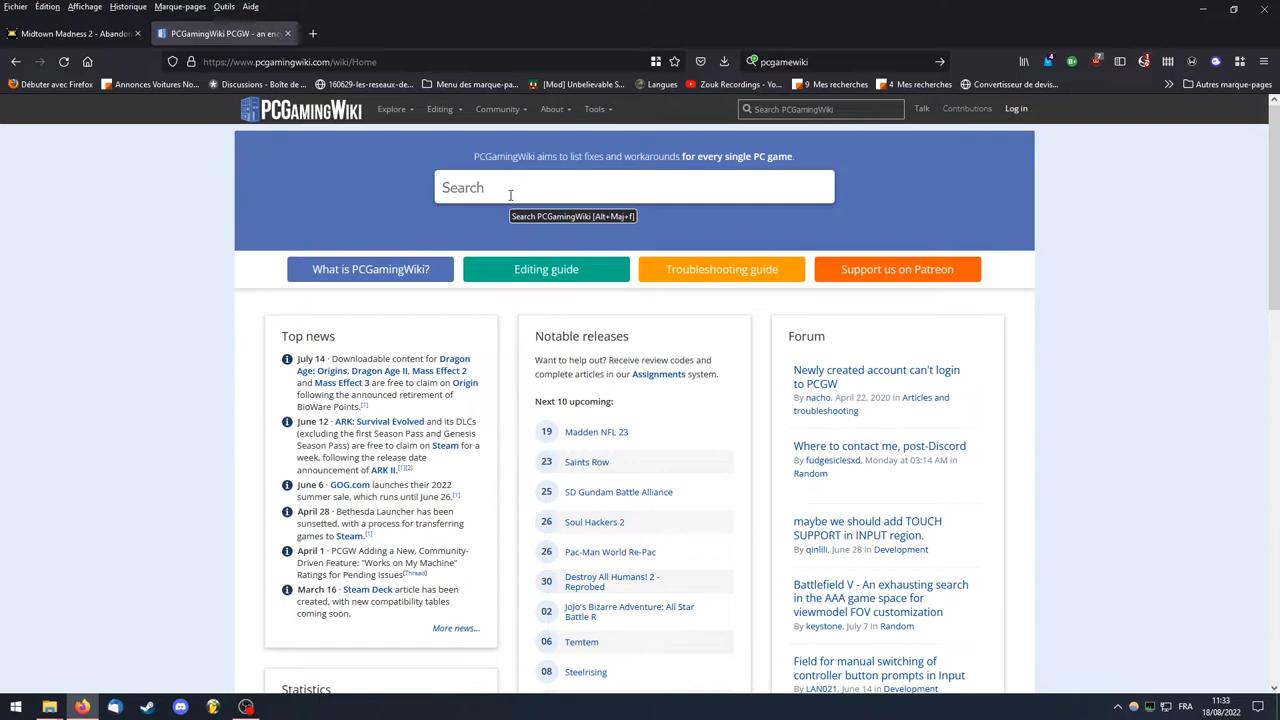 Fichier Édition Affichage Historique Marque-pages Outils Aide
Midtown Madness 2 - Abandon
PCGamingWiki PCGW - an enc
https://www.pcgamingwiki.com/wiki/Home
pcgamewiki
Débuter avec Firefox Annonces Voitures No... Discussions - Boite de ... 160629-les-reseaux-de... Menu des marque-pa... [Mod] Unbelievable S... Langues Zouk Recordings - Yo... 9 Mes recherches 4 Mes recherches Convertisseur de devis... Autres marque-pages
PCGamingWiki Explore Editing Community About Tools Search PCGamingWiki Talk Contributions Log in
PCGamingWiki aims to list fixes and workarounds for every single PC game.
Search
Search PCGamingWiki [Alt+Maj+f]
What is PCGamingWiki? Editing guide Troubleshooting guide Support us on Patreon
Top news
July 14 · Downloadable content for Dragon
Age: Origins, Dragon Age II, Mass Effect 2
and Mass Effect 3 are free to claim on Origin
following the announced retirement of
BioWare Points.[1]
June 12 · ARK: Survival Evolved and its DLCs
(excluding the first Season Pass and Genesis
Season Pass) are free to claim on Steam for a
week, following the release date
announcement of ARK II.[1][2]
June 6 · GOG.com launches their 2022
summer sale, which runs until June 26.[1]
April 28 · Bethesda Launcher has been
sunsetted, with a process for transferring
games to Steam.[1]
April 1 · PCGW Adding a New, Community-
Driven Feature: "Works on My Machine"
Ratings for Pending Issues[Thread]
March 16 · Steam Deck article has been
created, with new compatibility tables
coming soon.
More news...
Statistics
Notable releases
Want to help out? Receive review codes and
complete articles in our Assignments system.
Next 10 upcoming:
19 Madden NFL 23
23 Saints Row
25 SD Gundam Battle Alliance
26 Soul Hackers 2
26 Pac-Man World Re-Pac
30 Destroy All Humans! 2 -
Reprobed
02 JoJo's Bizarre Adventure: All Star
Battle R
06 Temtem
08 Steelrising
Forum
Newly created account can't login
to PCGW
By nacho, April 22, 2020 in Articles and
troubleshooting
Where to contact me, post-Discord
By fudgesiclesxd, Monday at 03:14 AM in
Random
maybe we should add TOUCH
SUPPORT in INPUT region.
By qinlili, June 28 in Development
Battlefield V - An exhausting search
in the AAA game space for
viewmodel FOV customization
By keystone, July 7 in Random
Field for manual switching of
controller button prompts in Input
By LAN021, June 14 in Development
FRA
11:33
18/08/2022